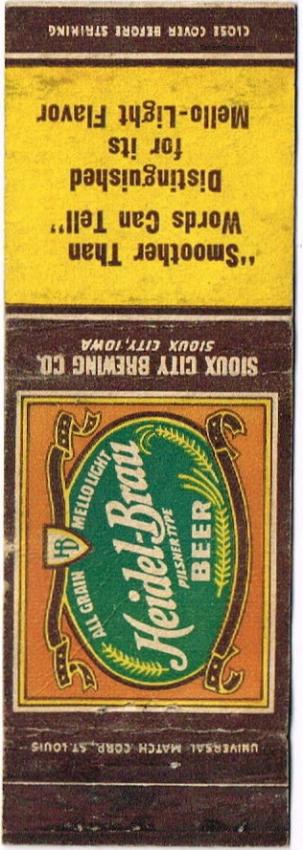 CLOSE COVER BEFORE STRIKING
"Smoother Than
Words Can Tell"
Distinguished
for its
Mello-Light Flavor
SIOUX CITY BREWING CO.
SIOUX CITY, IOWA
ALL GRAIN
HB
MELLO LIGHT
Heidel-Brau
PILSNER TYPE
BEER
UNIVERSAL MATCH CORP., ST. LOUIS